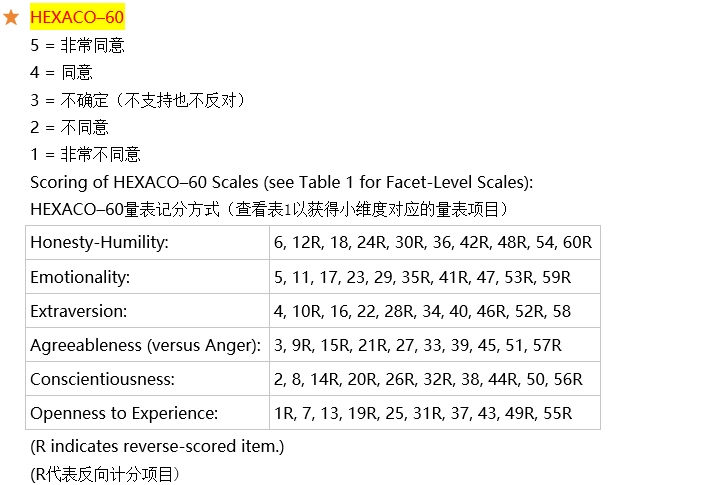 HEXACO–60
5 = 非常同意
4 = 同意
3 = 不确定（不支持也不反对）
2 = 不同意
1 = 非常不同意
Scoring of HEXACO–60 Scales (see Table 1 for Facet-Level Scales):
HEXACO–60量表记分方式（查看表1以获得小维度对应的量表项目）
Honesty-Humility: 6, 12R, 18, 24R, 30R, 36, 42R, 48R, 54, 60R
Emotionality: 5, 11, 17, 23, 29, 35R, 41R, 47, 53R, 59R
Extraversion: 4, 10R, 16, 22, 28R, 34, 40, 46R, 52R, 58
Agreeableness (versus Anger): 3, 9R, 15R, 21R, 27, 33, 39, 45, 51, 57R
Conscientiousness: 2, 8, 14R, 20R, 26R, 32R, 38, 44R, 50, 56R
Openness to Experience: 1R, 7, 13, 19R, 25, 31R, 37, 43, 49R, 55R
(R indicates reverse-scored item.)
(R代表反向计分项目）